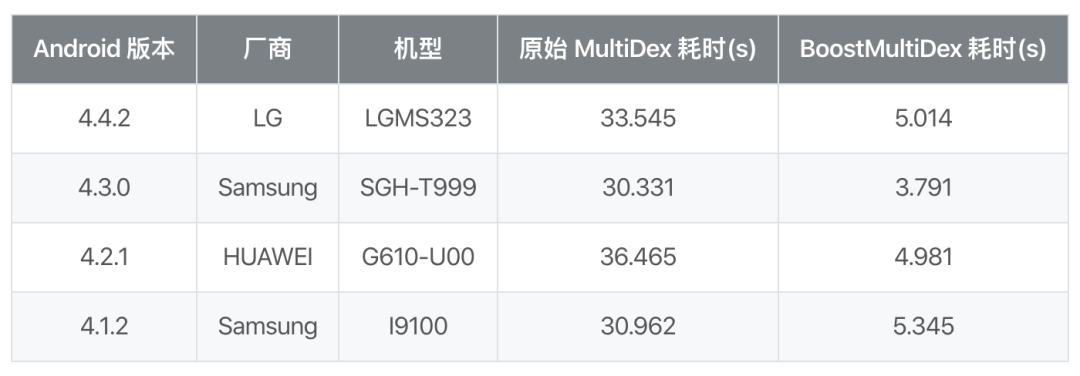 Android 版本 厂商 机型 原始 MultiDex 耗时(s) BoostMultiDex 耗时(s)
4.4.2 LG LGMS323 33.545 5.014
4.3.0 Samsung SGH-T999 30.331 3.791
4.2.1 HUAWEI G610-U00 36.465 4.981
4.1.2 Samsung I9100 30.962 5.345